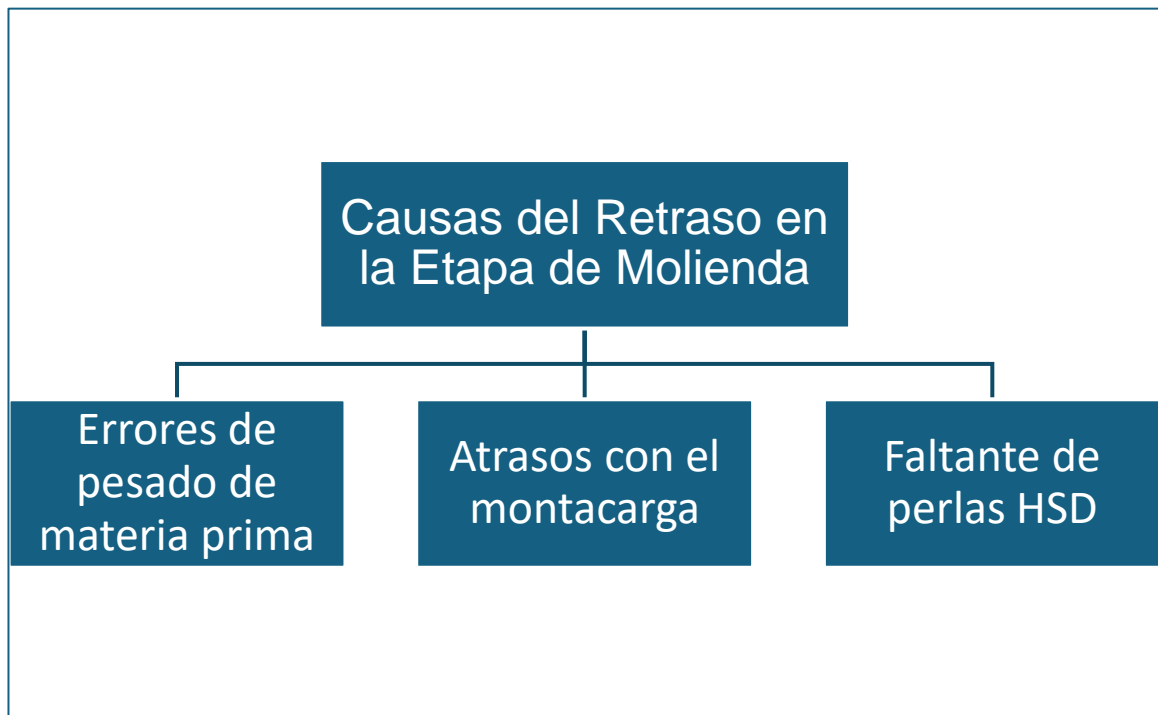 Causas del Retraso en
la Etapa de Molienda
Errores de
pesado de
materia prima
Atrasos con el
montacarga
Faltante de
perlas HSD